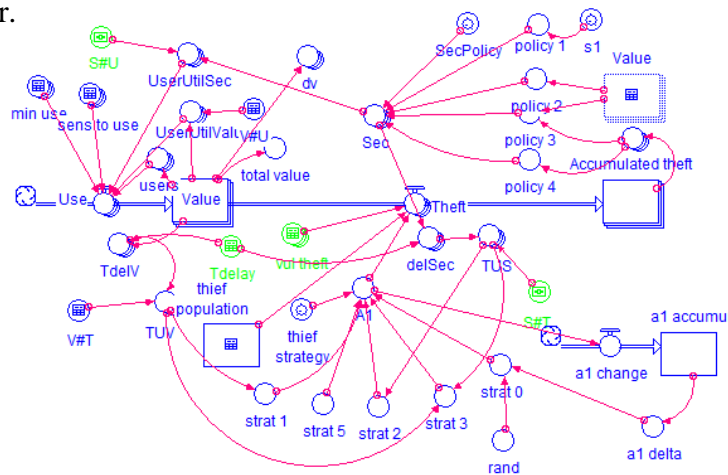 r.
SecPolicy
policy 1
s1
S#U
UserUtilSec
dv
Value
min use
sens to use
UserUtilValue
V#U
Sec
policy 2
policy 3
Accumulated theft
users
total value
policy 4
Use
Value
Theft
TdelV
Tdelay
vul theft
delSec
TUS
thief
population
V#T
TUV
A1
thief
strategy
S#T
a1 accumu
a1 change
strat 1
strat 5
strat 2
strat 3
strat 0
a1 delta
rand